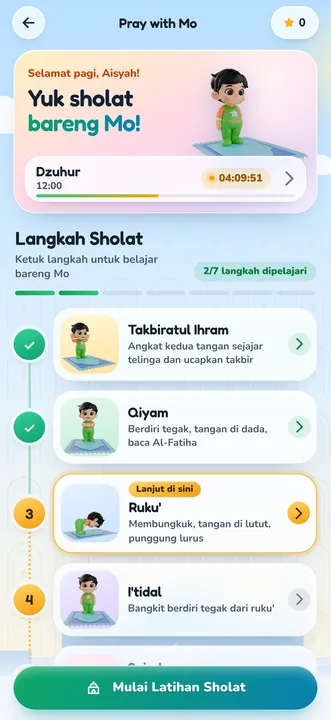 Pray with Mo
0
Selamat pagi, Aisyah!
Yuk sholat
bareng Mo!
Dzuhur
12:00
04:09:51
Langkah Sholat
Ketuk langkah untuk belajar
bareng Mo
2/7 langkah dipelajari
Takbiratul Ihram
Angkat kedua tangan sejajar
telinga dan ucapkan takbir
Qiyam
Berdiri tegak, tangan di dada,
baca Al-Fatiha
Lanjut di sini
3
Ruku'
Membungkuk, tangan di lutut,
punggung lurus
4
I'tidal
Bangkit berdiri tegak dari ruku'
Mulai Latihan Sholat